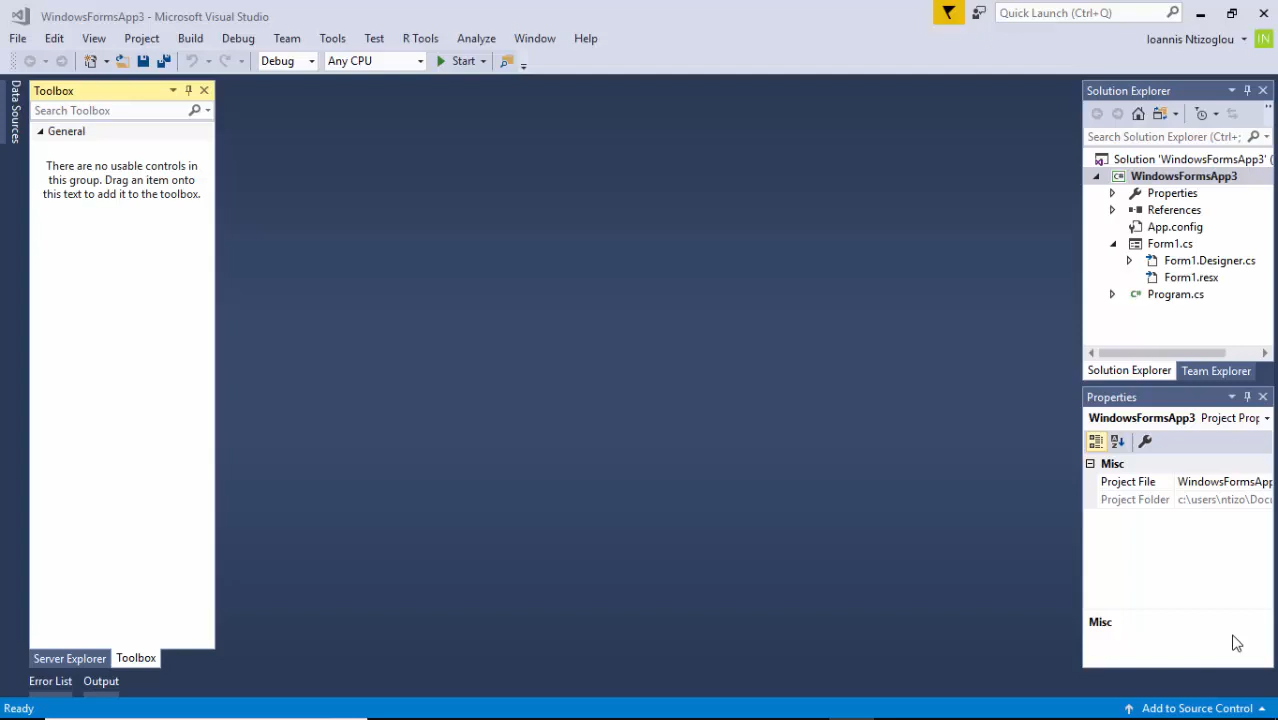 WindowsFormsApp3 - Microsoft Visual Studio
Quick Launch (Ctrl+Q)
File Edit View Project Build Debug Team Tools Test R Tools Analyze Window Help
Ioannis Ntizoglou IN
Debug Any CPU Start
Data Sources
Toolbox
Search Toolbox
General
There are no usable controls in
this group. Drag an item onto
this text to add it to the toolbox.
Server Explorer Toolbox
Error List Output
Solution Explorer
Search Solution Explorer (Ctrl+;
Solution 'WindowsFormsApp3' (
C# WindowsFormsApp3
Properties
References
App.config
Form1.cs
Form1.Designer.cs
Form1.resx
C# Program.cs
Solution Explorer Team Explorer
Properties
WindowsFormsApp3 Project Prop
Misc
Project File WindowsFormsApp
Project Folder c:\users\ntizo\Docu
Misc
Ready
Add to Source Control